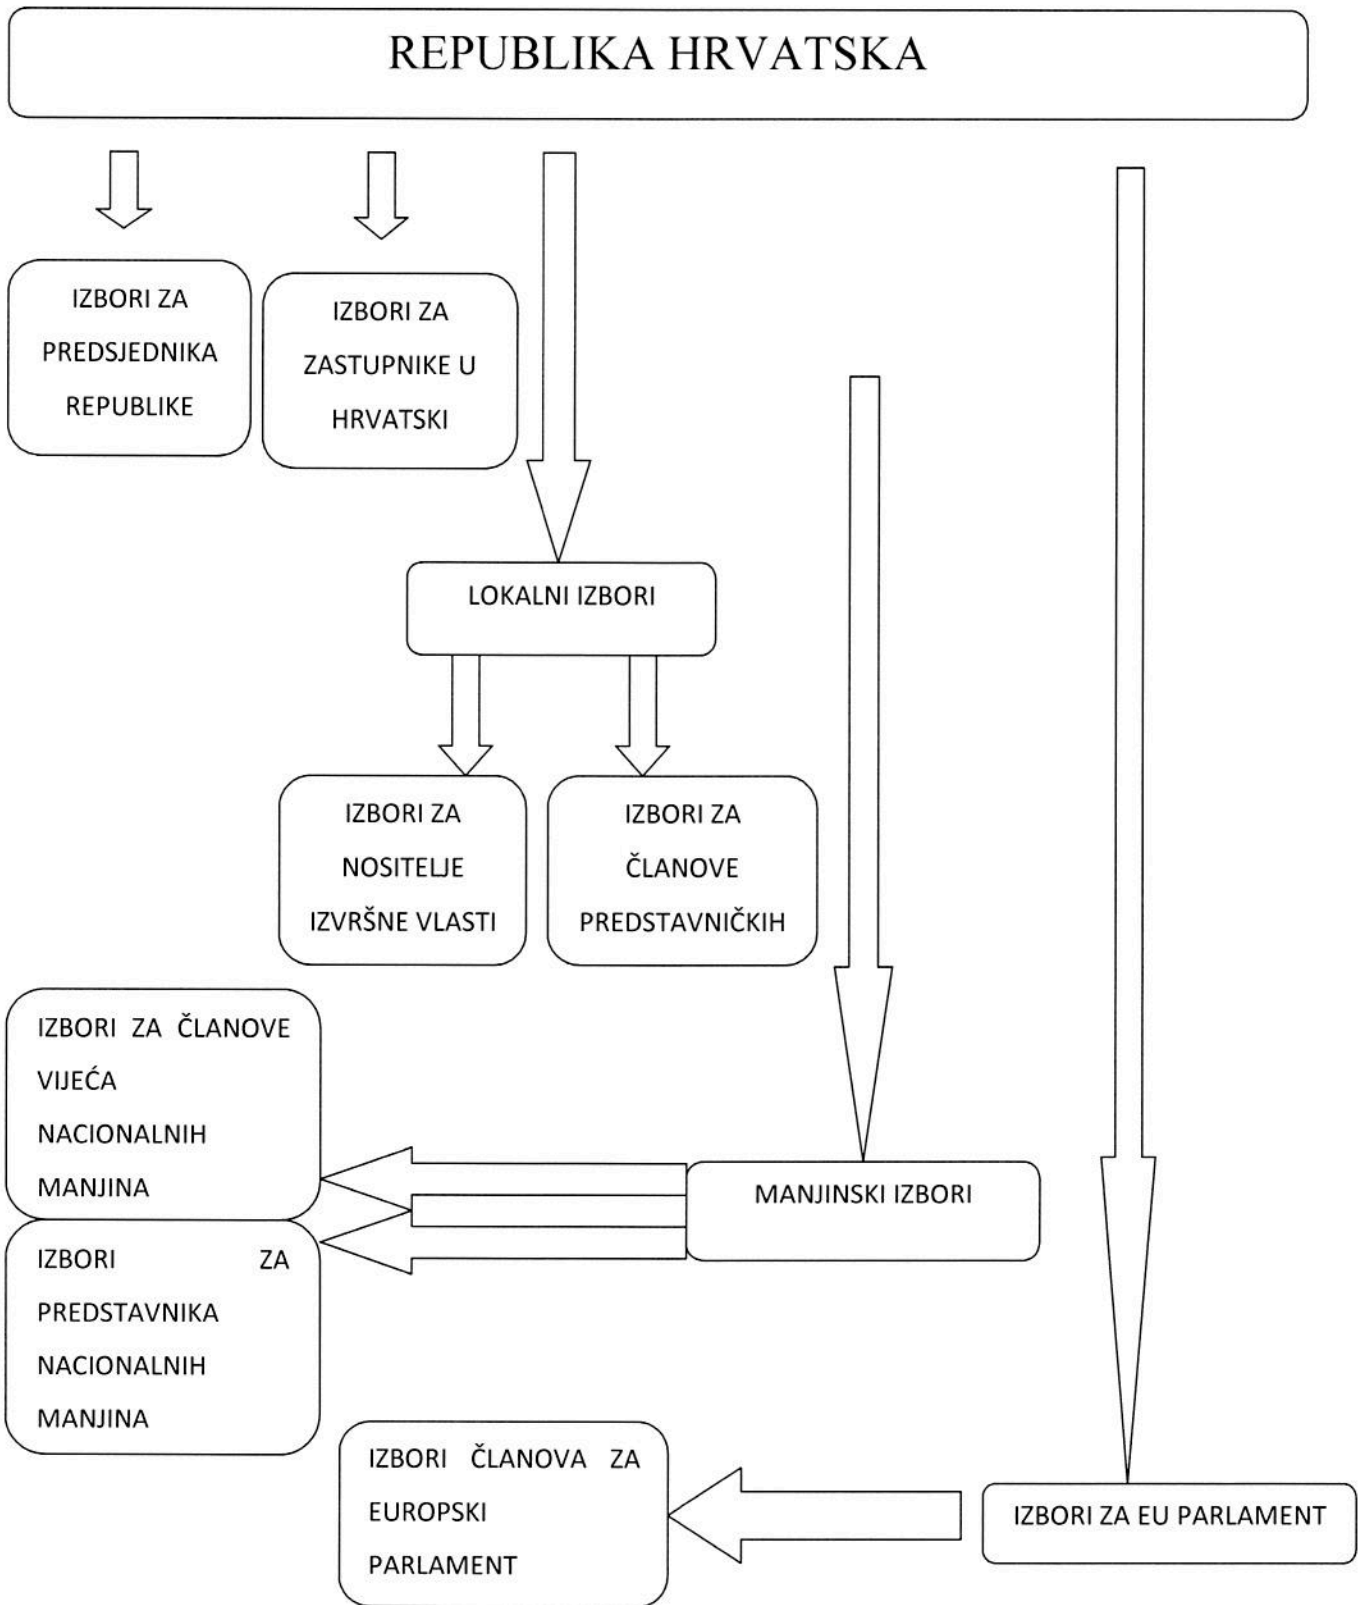 REPUBLIKA HRVATSKA
IZBORI ZA
PREDSJEDNIKA
REPUBLIKE
IZBORI ZA
ZASTUPNIKE U
HRVATSKI
LOKALNI IZBORI
IZBORI ZA
NOSITELJE
IZVRŠNE VLASTI
IZBORI ZA
ČLANOVE
PREDSTAVNIČKIH
IZBORI ZA ČLANOVE
VIJEĆA
NACIONALNIH
MANJINA
MANJINSKI IZBORI
IZBORI ZA
PREDSTAVNIKA
NACIONALNIH
MANJINA
IZBORI ČLANOVA ZA
EUROPSKI
PARLAMENT
IZBORI ZA EU PARLAMENT